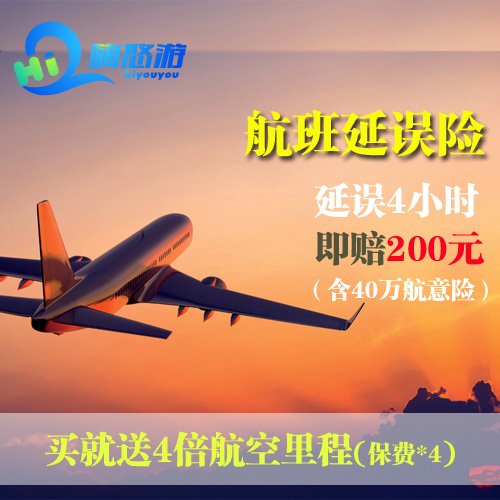 Hi 嗨悠游
hiyouyou
航班延误险
延误4小时
即赔200元
(含40万航意险)
买就送4倍航空里程(保费*4)